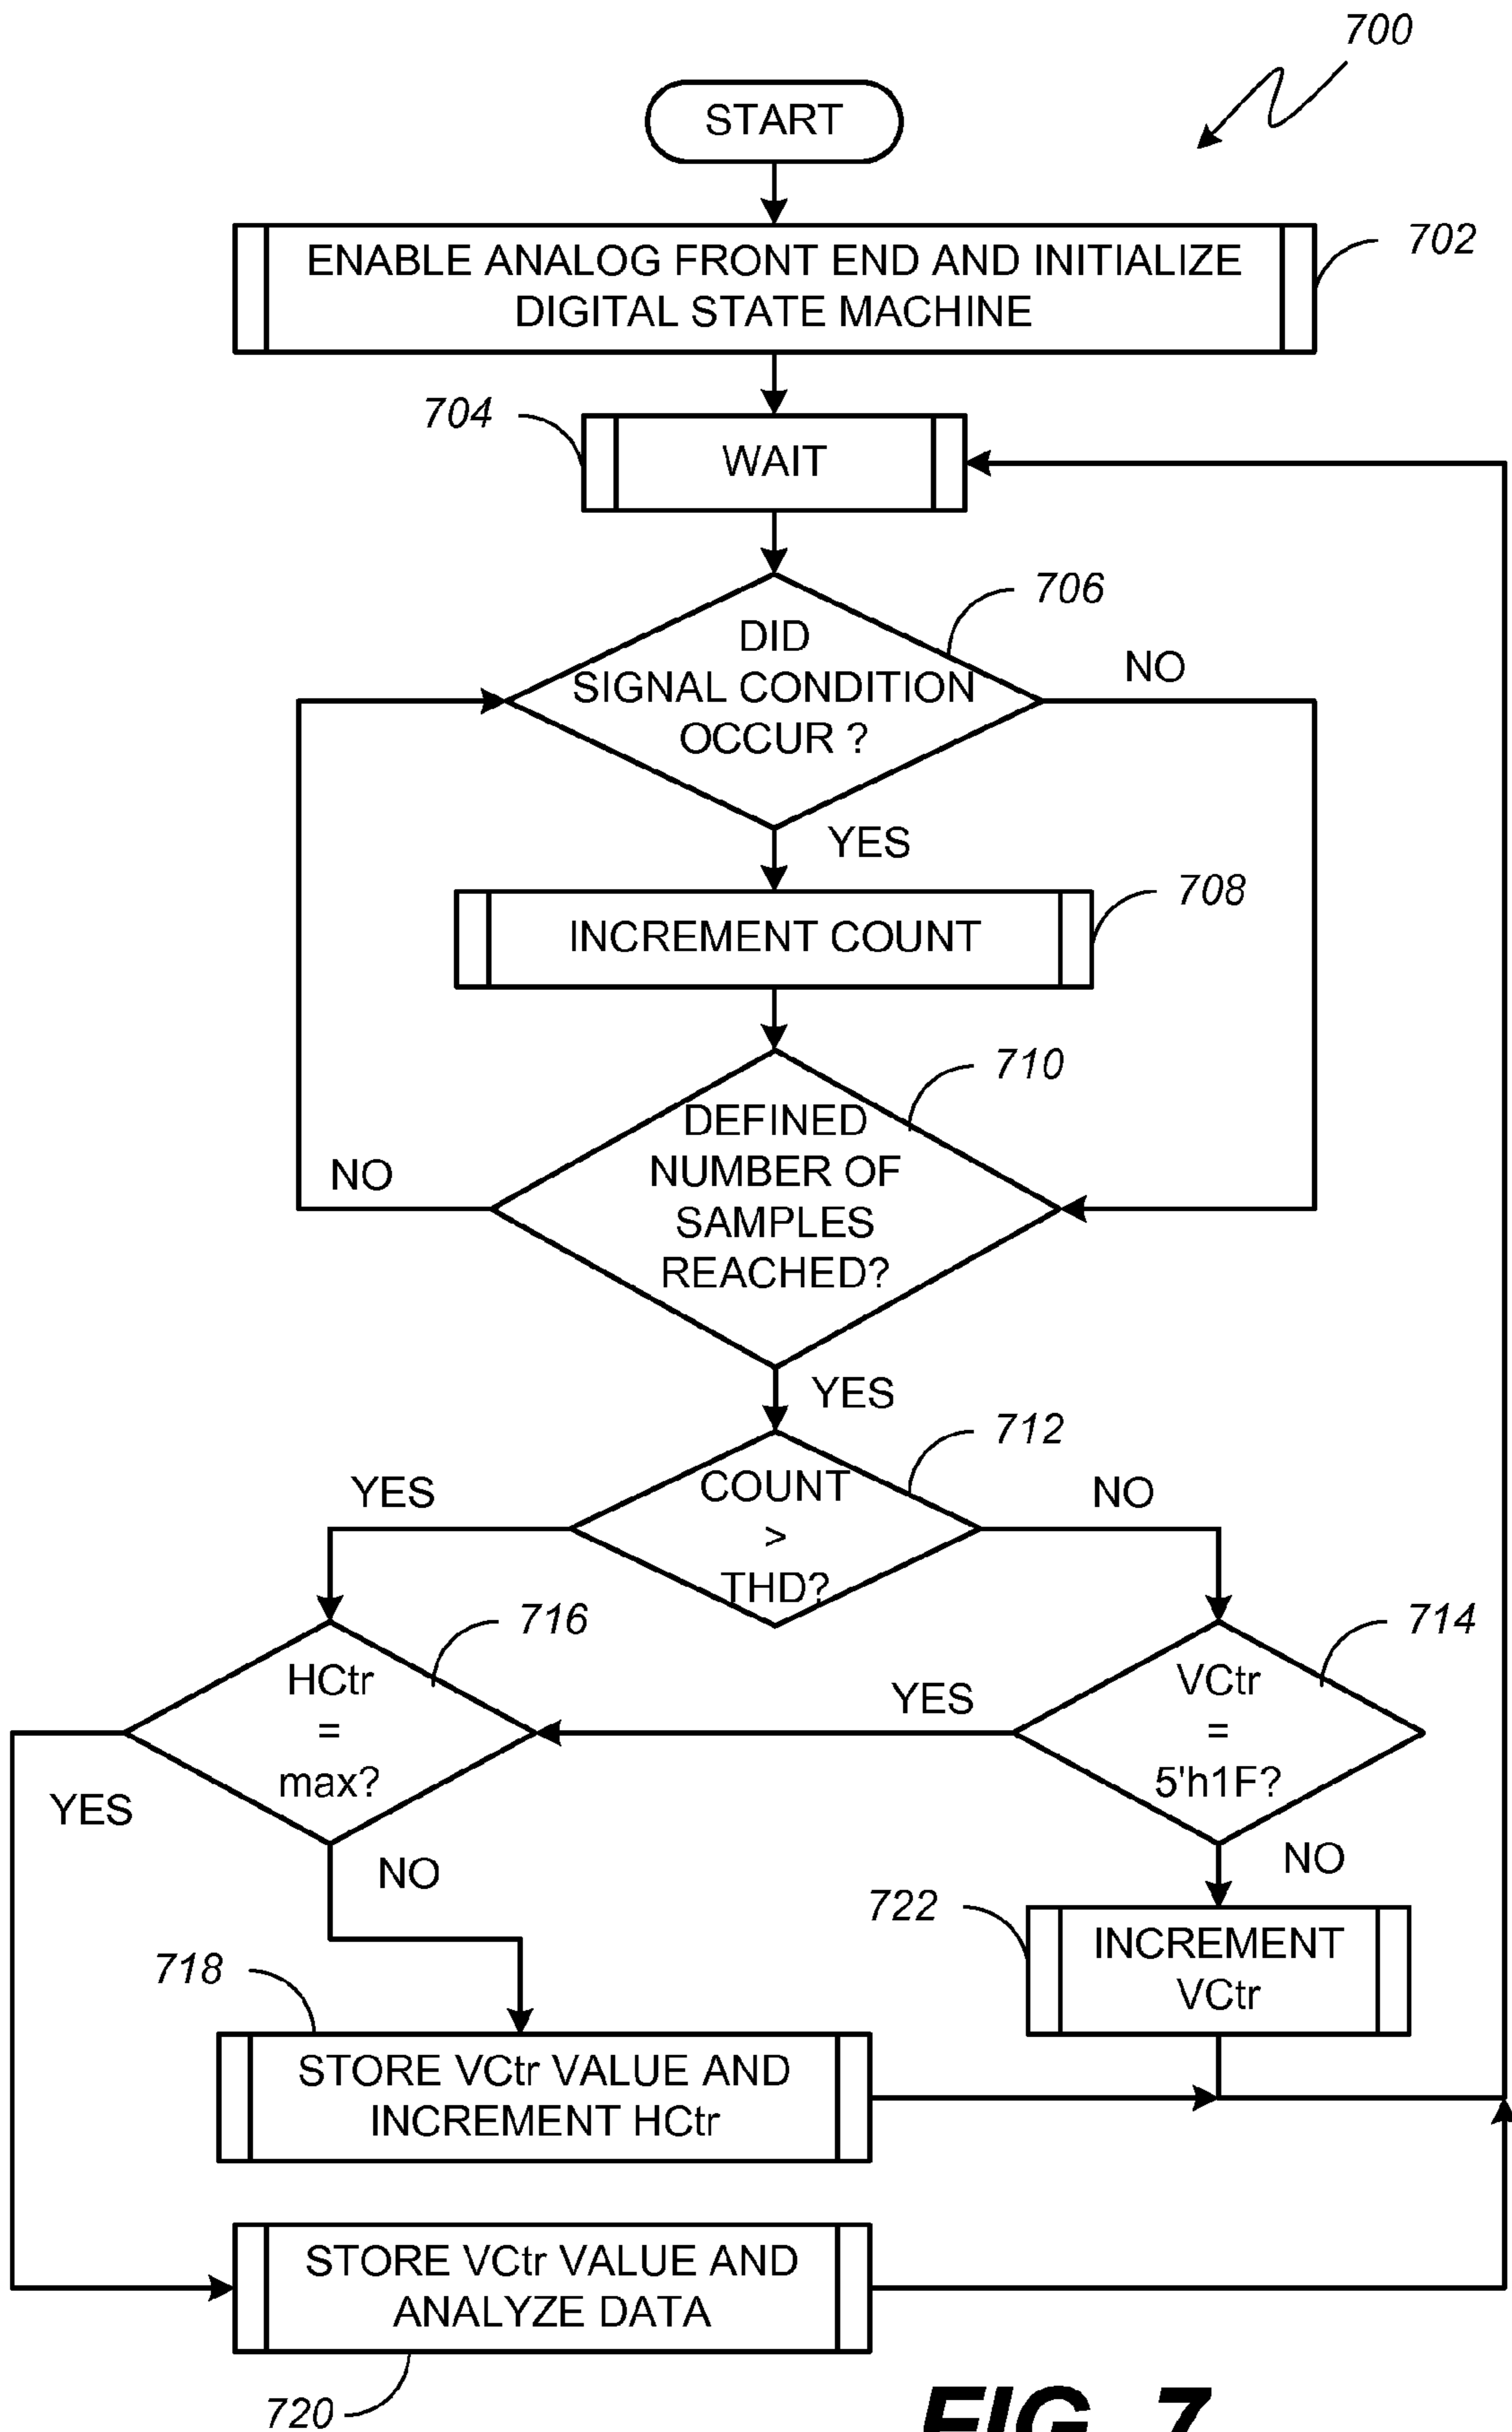 700
START
ENABLE ANALOG FRONT END AND INITIALIZE
DIGITAL STATE MACHINE
702
704
WAIT
706
DID
SIGNAL CONDITION
OCCUR ?
NO
YES
708
INCREMENT COUNT
710
DEFINED
NUMBER OF
SAMPLES
REACHED?
NO
YES
712
COUNT
>
THD?
YES
NO
716
HCtr
=
max?
714
VCtr
=
5'h1F?
YES
YES
NO
NO
722
INCREMENT
VCtr
718
STORE VCtr VALUE AND
INCREMENT HCtr
STORE VCtr VALUE AND
ANALYZE DATA
720
FIG. 7